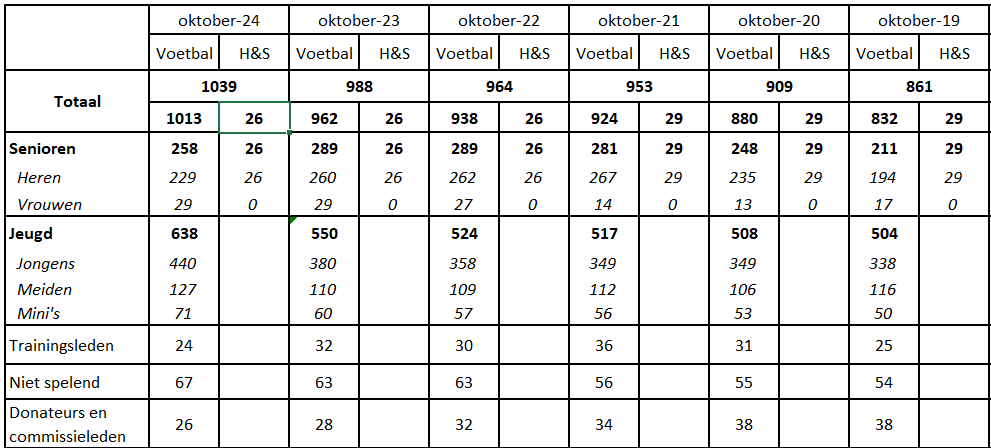 oktober-24 oktober-23 oktober-22 oktober-21 oktober-20 oktober-19
Voetbal H&S Voetbal H&S Voetbal H&S Voetbal H&S Voetbal H&S Voetbal H&S
Totaal 1039 988 964 953 909 861
1013 26 962 26 938 26 924 29 880 29 832 29
Senioren 258 26 289 26 289 26 281 29 248 29 211 29
Heren 229 26 260 26 262 26 267 29 235 29 194 29
Vrouwen 29 0 29 0 27 0 14 0 13 0 17 0
Jeugd 638 550 524 517 508 504
Jongens 440 380 358 349 349 338
Meiden 127 110 109 112 106 116
Mini's 71 60 57 56 53 50
Trainingsleden 24 32 30 36 31 25
Niet spelend 67 63 63 56 55 54
Donateurs en
commissieleden 26 28 32 34 38 38